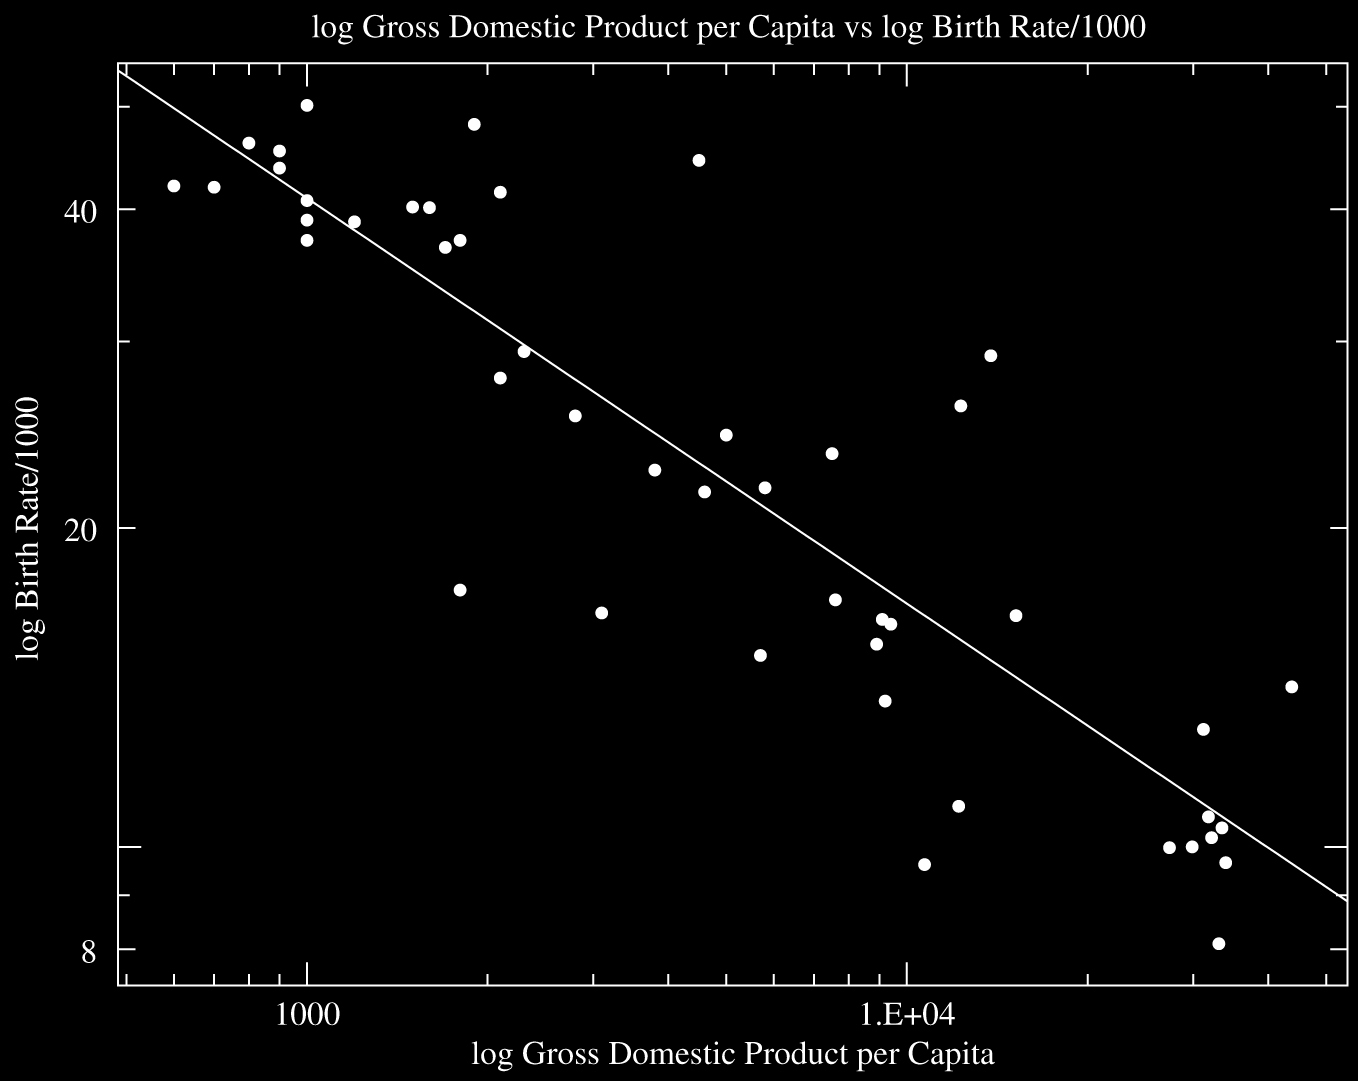 log Gross Domestic Product per Capita vs log Birth Rate/1000
40
20
8
log Birth Rate/1000
1000
1.E+04
log Gross Domestic Product per Capita